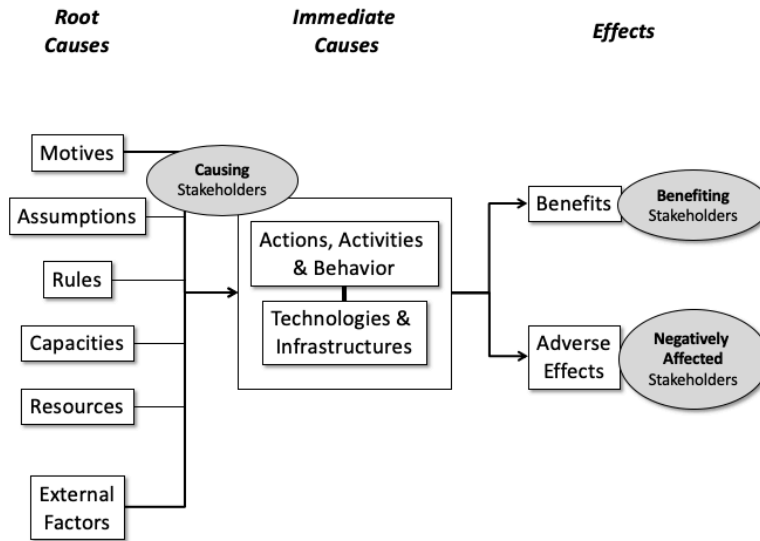 Root
Causes
Immediate
Causes
Effects
Motives
Causing
Stakeholders
Assumptions
Rules
Capacities
Resources
External
Factors
Actions, Activities
& Behavior
Technologies &
Infrastructures
Benefits
Benefiting
Stakeholders
Adverse
Effects
Negatively
Affected
Stakeholders